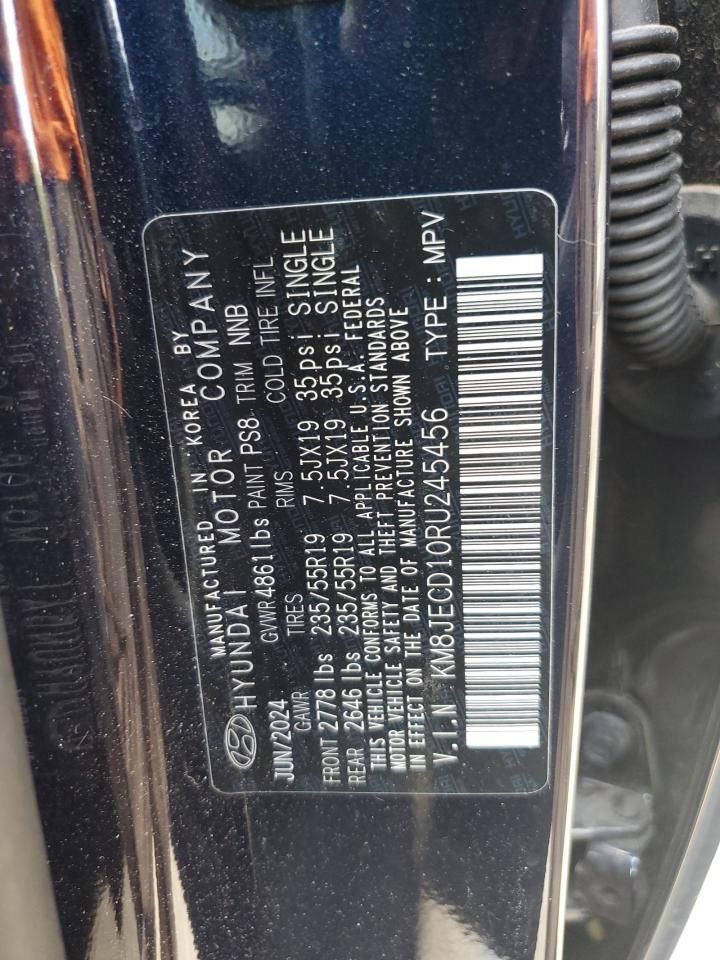 MANUFACTURED IN KOREA BY
HYUNDAI MOTOR COMPANY
JUN/2024 GVWR 4861 lbs PAINT PS8 TRIM NNB
GAWR TIRES RIMS COLD TIRE INFL
FRONT 2778 lbs 235/55R19 7.5JX19 35psi SINGLE
REAR 2646 lbs 235/55R19 7.5JX19 35psi SINGLE
THIS VEHICLE CONFORMS TO ALL APPLICABLE U.S.A. FEDERAL
MOTOR VEHICLE SAFETY AND THEFT PREVENTION STANDARDS
IN EFFECT ON THE DATE OF MANUFACTURE SHOWN ABOVE
V.I.N KM8JECD10RU245456 TYPE : MPV